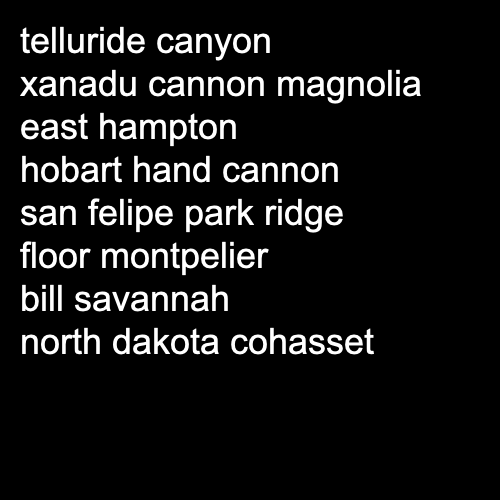 telluride canyon
xanadu cannon magnolia
east hampton
hobart hand cannon
san felipe park ridge
floor montpelier
bill savannah
north dakota cohasset